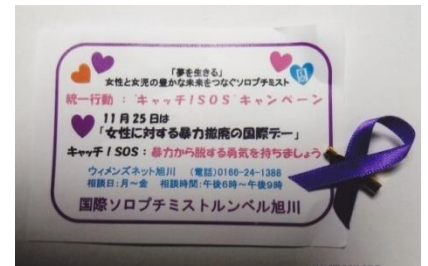 「夢を生きる」
女性と女児の豊かな未来をつなぐソロプチミスト
統一行動：“キャッチ！SOS”キャンペーン
11月25日は
「女性に対する暴力撤廃の国際デー」
キャッチ！SOS：暴力から脱する勇気を持ちましょう
ウィメンズネット旭川 （電話）0166-24-1388
相談日：月～金 相談時間：午後6時～午後9時
国際ソロプチミストルンベル旭川